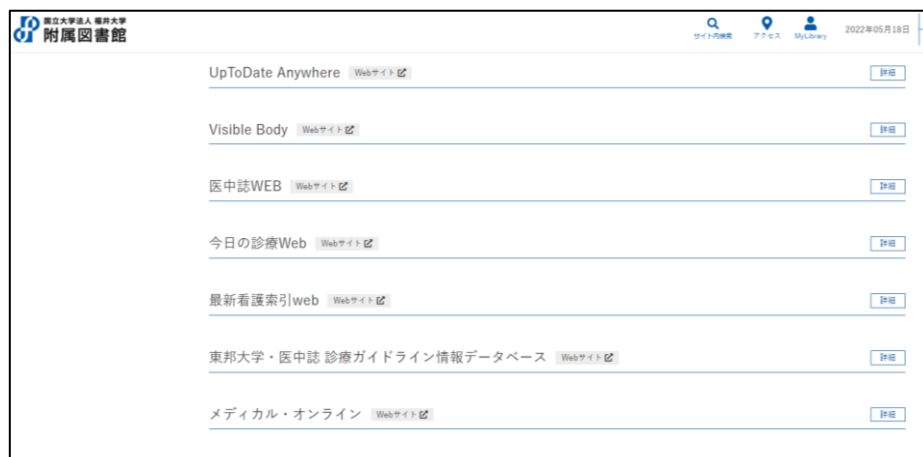 国立大学法人 福井大学
附属図書館
サイト内検索 アクセス MyLibrary 2022年05月18日
UpToDate Anywhere Webサイト 詳細
Visible Body Webサイト 詳細
医中誌WEB Webサイト 詳細
今日の診療Web Webサイト 詳細
最新看護索引web Webサイト 詳細
東邦大学・医中誌 診療ガイドライン情報データベース Webサイト 詳細
メディカル・オンライン Webサイト 詳細